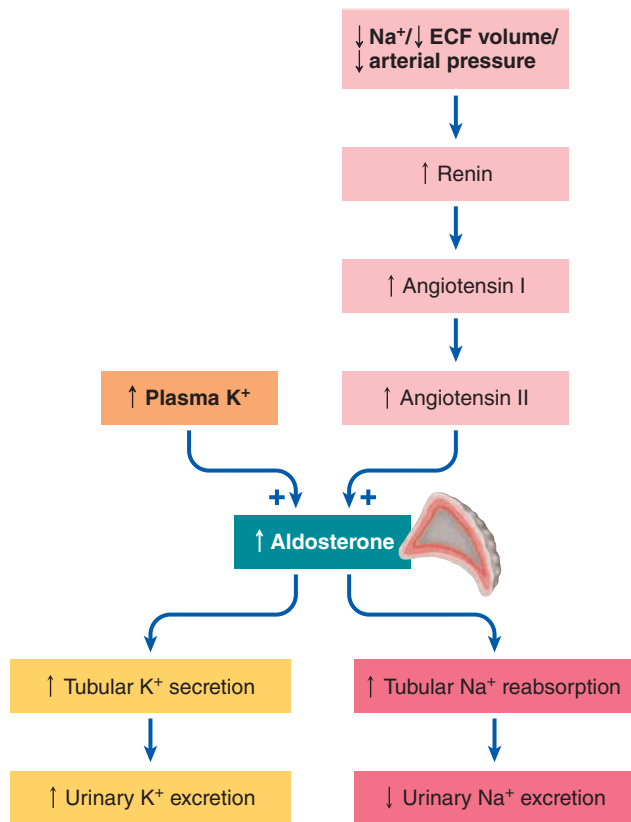 ↓ Na⁺/↓ ECF volume/
↓ arterial pressure
↑ Renin
↑ Angiotensin I
↑ Plasma K⁺
↑ Angiotensin II
+
+
↑ Aldosterone
↑ Tubular K⁺ secretion
↑ Tubular Na⁺ reabsorption
↑ Urinary K⁺ excretion
↓ Urinary Na⁺ excretion